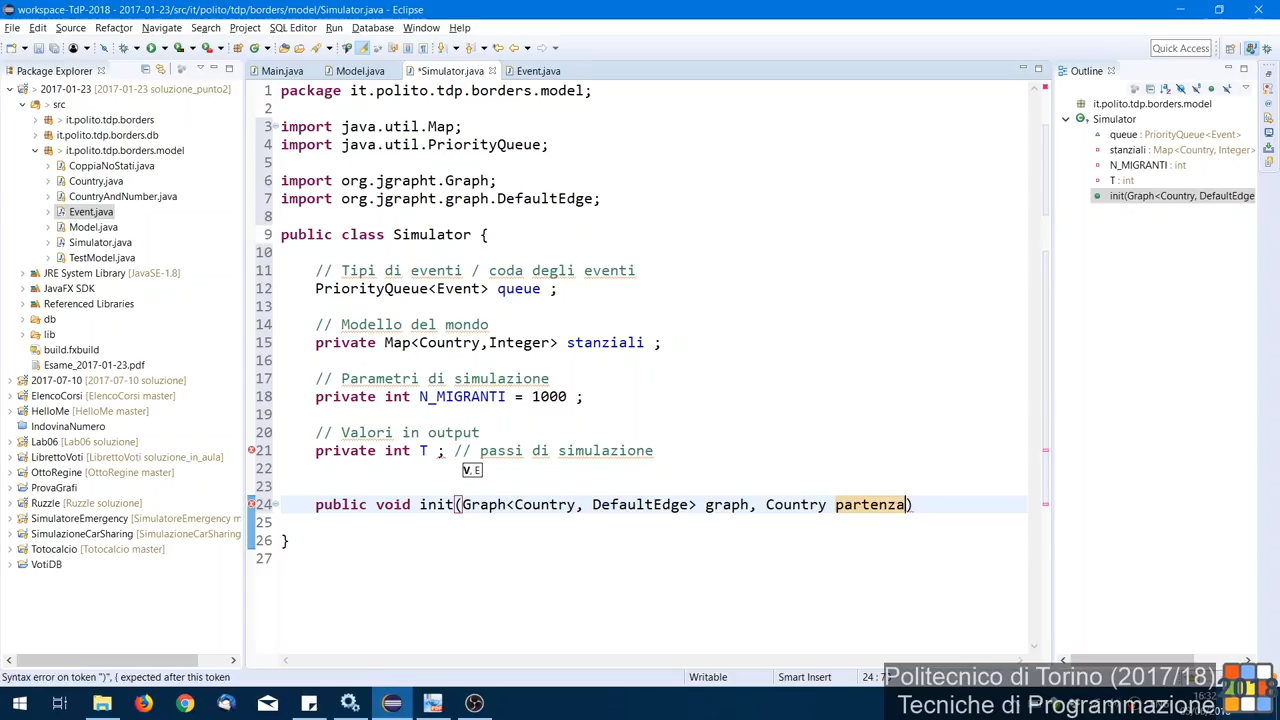 workspace-TdP-2018 - 2017-01-23/src/it/polito/tdp/borders/model/Simulator.java - Eclipse
File Edit Source Refactor Navigate Search Project SQL Editor Run Database Window Help
Quick Access
Package Explorer
Main.java
Model.java
*Simulator.java
Event.java
Outline
2017-01-23 [2017-01-23 soluzione_punto2]
src
it.polito.tdp.borders
it.polito.tdp.borders.db
it.polito.tdp.borders.model
CoppiaNoStati.java
Country.java
CountryAndNumber.java
Event.java
Model.java
Simulator.java
TestModel.java
JRE System Library [JavaSE-1.8]
JavaFX SDK
Referenced Libraries
db
lib
build.fxbuild
Esame_2017-01-23.pdf
2017-07-10 [2017-07-10 soluzione]
ElencoCorsi [ElencoCorsi master]
HelloMe [HelloMe master]
IndovinaNumero
Lab06 [Lab06 soluzione]
LibrettoVoti [LibrettoVoti soluzione_in_aula]
OttoRegine [OttoRegine master]
ProvaGrafi
Ruzzle [Ruzzle soluzione]
SimulatoreEmergency [SimulatoreEmergency master]
SimulazioneCarSharing [SimulazioneCarSharing master]
Totocalcio [Totocalcio master]
VotiDB
1 package it.polito.tdp.borders.model;
2
3 import java.util.Map;
4 import java.util.PriorityQueue;
5
6 import org.jgrapht.Graph;
7 import org.jgrapht.graph.DefaultEdge;
8
9 public class Simulator {
10
11 // Tipi di eventi / coda degli eventi
12 PriorityQueue<Event> queue ;
13
14 // Modello del mondo
15 private Map<Country,Integer> stanziali ;
16
17 // Parametri di simulazione
18 private int N_MIGRANTI = 1000 ;
19
20 // Valori in output
21 private int T ; // passi di simulazione
22
V, E
24 public void init(Graph<Country, DefaultEdge> graph, Country partenza)
25
26 }
27
it.polito.tdp.borders.model
Simulator
queue : PriorityQueue<Event>
stanziali : Map<Country, Integer>
N_MIGRANTI : int
T : int
init(Graph<Country, DefaultEdge
Syntax error on token ")", { expected after this token
Writable
Smart Insert
24 : 7
Politecnico di Torino (2017/18)
Tecniche di Programmazione
2018
16:32